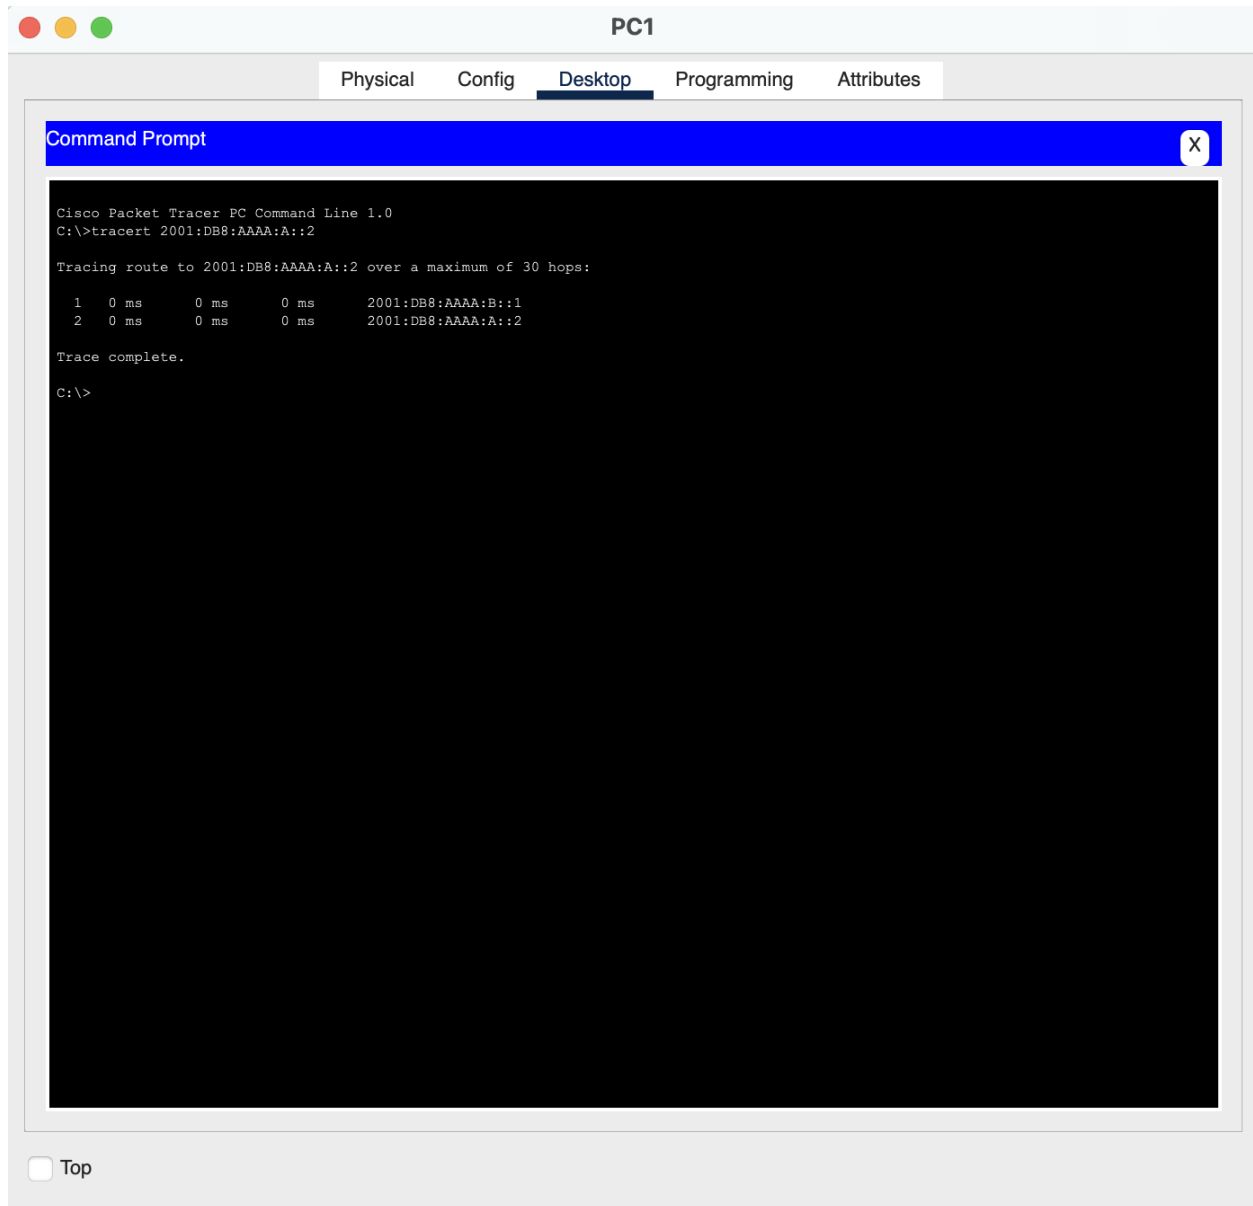 PC1
Physical Config Desktop Programming Attributes
Command Prompt X
Cisco Packet Tracer PC Command Line 1.0
C:\>tracert 2001:DB8:AAAA:A::2
Tracing route to 2001:DB8:AAAA:A::2 over a maximum of 30 hops:
1 0 ms 0 ms 0 ms 2001:DB8:AAAA:B::1
2 0 ms 0 ms 0 ms 2001:DB8:AAAA:A::2
Trace complete.
C:\>
Top